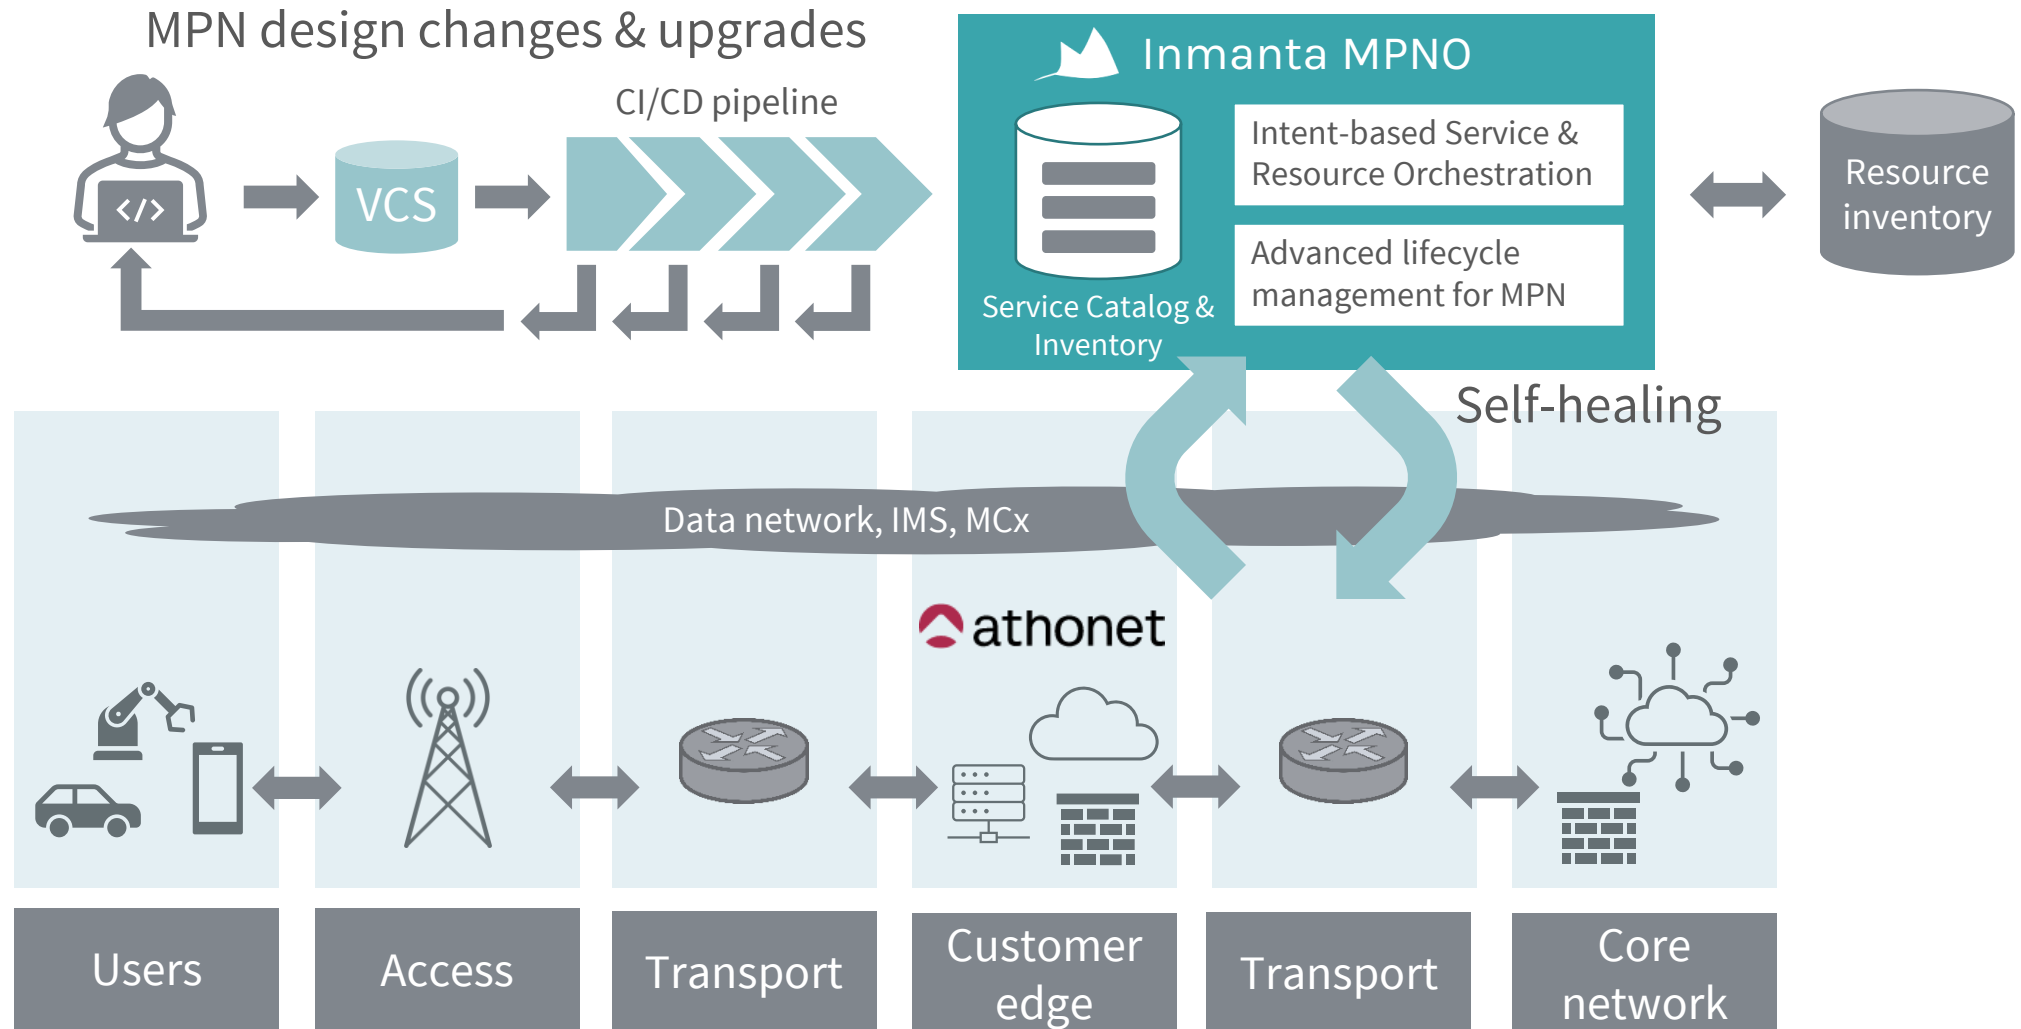 MPN design changes & upgrades
CI/CD pipeline
</>
VCS
Inmanta MPNO
Intent-based Service &
Resource Orchestration
Advanced lifecycle
management for MPN
Service Catalog &
Inventory
Resource
inventory
Self-healing
Data network, IMS, MCx
athonet
Users
Access
Transport
Customer
edge
Transport
Core
network